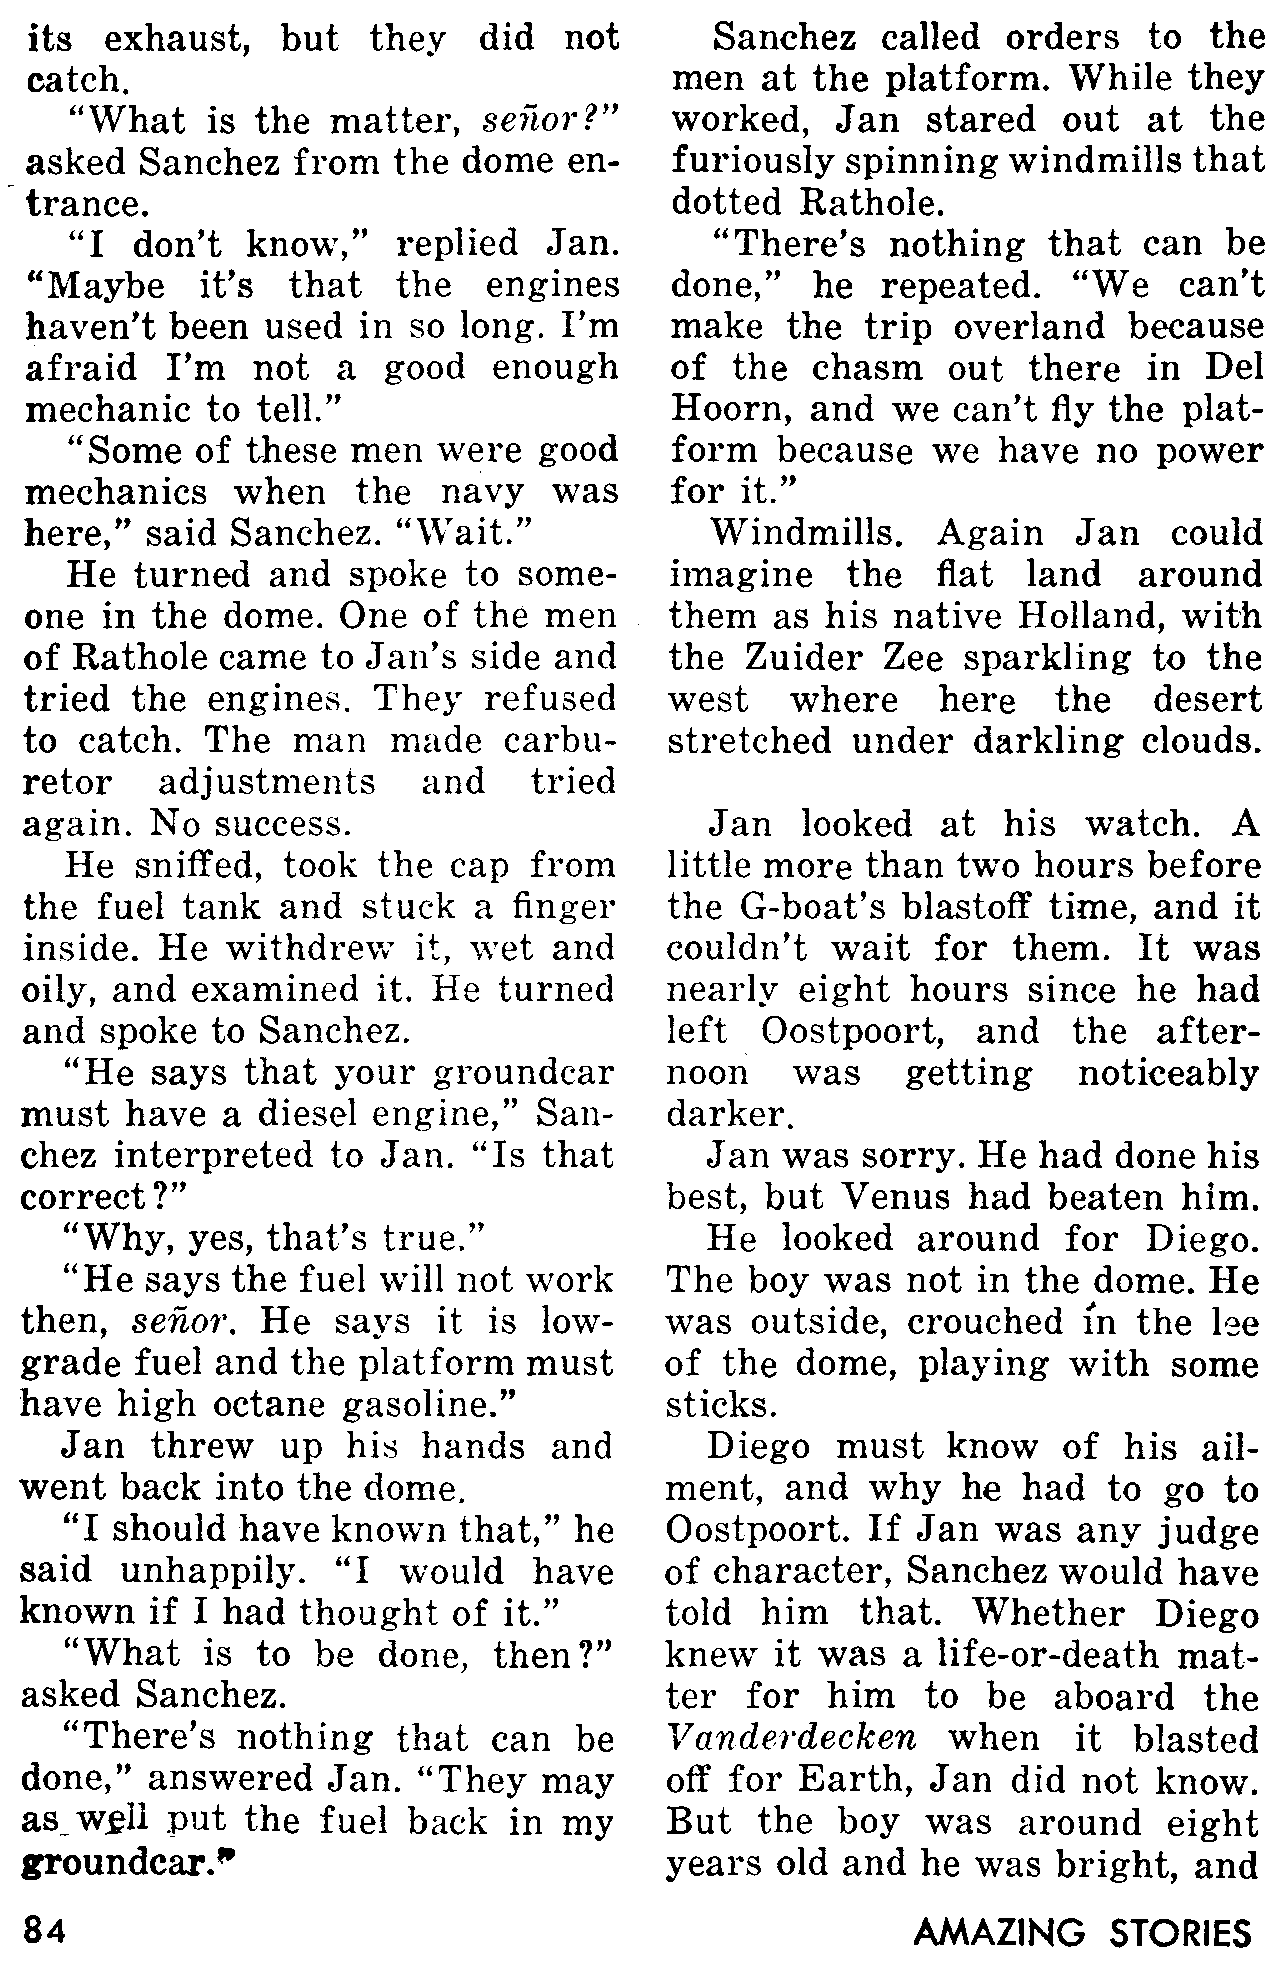 its exhaust, but they did not
catch.
“What is the matter, señor?”
asked Sanchez from the dome en-
trance.
“I don't know,” replied Jan.
“Maybe it's that the engines
haven't been used in so long. I'm
afraid I'm not a good enough
mechanic to tell.”
“Some of these men were good
mechanics when the navy was
here,” said Sanchez. “Wait.”
He turned and spoke to some-
one in the dome. One of the men
of Rathole came to Jan's side and
tried the engines. They refused
to catch. The man made carbu-
retor adjustments and tried
again. No success.
He sniffed, took the cap from
the fuel tank and stuck a finger
inside. He withdrew it, wet and
oily, and examined it. He turned
and spoke to Sanchez.
“He says that your groundcar
must have a diesel engine,” San-
chez interpreted to Jan. “Is that
correct?”
“Why, yes, that's true.”
“He says the fuel will not work
then, señor. He says it is low-
grade fuel and the platform must
have high octane gasoline.”
Jan threw up his hands and
went back into the dome.
“I should have known that,” he
said unhappily. “I would have
known if I had thought of it.”
“What is to be done, then?”
asked Sanchez.
“There's nothing that can be
done,” answered Jan. “They may
as well put the fuel back in my
groundcar.”
Sanchez called orders to the
men at the platform. While they
worked, Jan stared out at the
furiously spinning windmills that
dotted Rathole.
“There's nothing that can be
done,” he repeated. “We can't
make the trip overland because
of the chasm out there in Del
Hoorn, and we can't fly the plat-
form because we have no power
for it.”
Windmills. Again Jan could
imagine the flat land around
them as his native Holland, with
the Zuider Zee sparkling to the
west where here the desert
stretched under darkling clouds.
Jan looked at his watch. A
little more than two hours before
the G-boat's blastoff time, and it
couldn't wait for them. It was
nearly eight hours since he had
left Oostpoort, and the after-
noon was getting noticeably
darker.
Jan was sorry. He had done his
best, but Venus had beaten him.
He looked around for Diego.
The boy was not in the dome. He
was outside, crouched in the lee
of the dome, playing with some
sticks.
Diego must know of his ail-
ment, and why he had to go to
Oostpoort. If Jan was any judge
of character, Sanchez would have
told him that. Whether Diego
knew it was a life-or-death mat-
ter for him to be aboard the
Vanderdecken when it blasted
off for Earth, Jan did not know.
But the boy was around eight
years old and he was bright, and
84
AMAZING STORIES